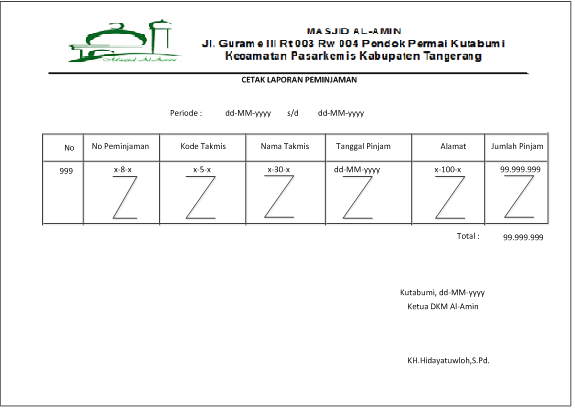 Masjid Al-Amin
MASJID AL-AMIN
Jl. Gurame III Rt 003 Rw 004 Pondok Permai Kutabumi
Kecamatan Pasarkemis Kabupaten Tangerang
CETAK LAPORAN PEMINJAMAN
Periode : dd-MM-yyyy s/d dd-MM-yyyy
No No Peminjaman Kode Takmis Nama Takmis Tanggal Pinjam Alamat Jumlah Pinjam
999 x-8-x x-5-x x-30-x dd-MM-yyyy x-100-x 99.999.999
Total : 99.999.999
Kutabumi, dd-MM-yyyy
Ketua DKM Al-Amin
KH.Hidayatuwloh,S.Pd.